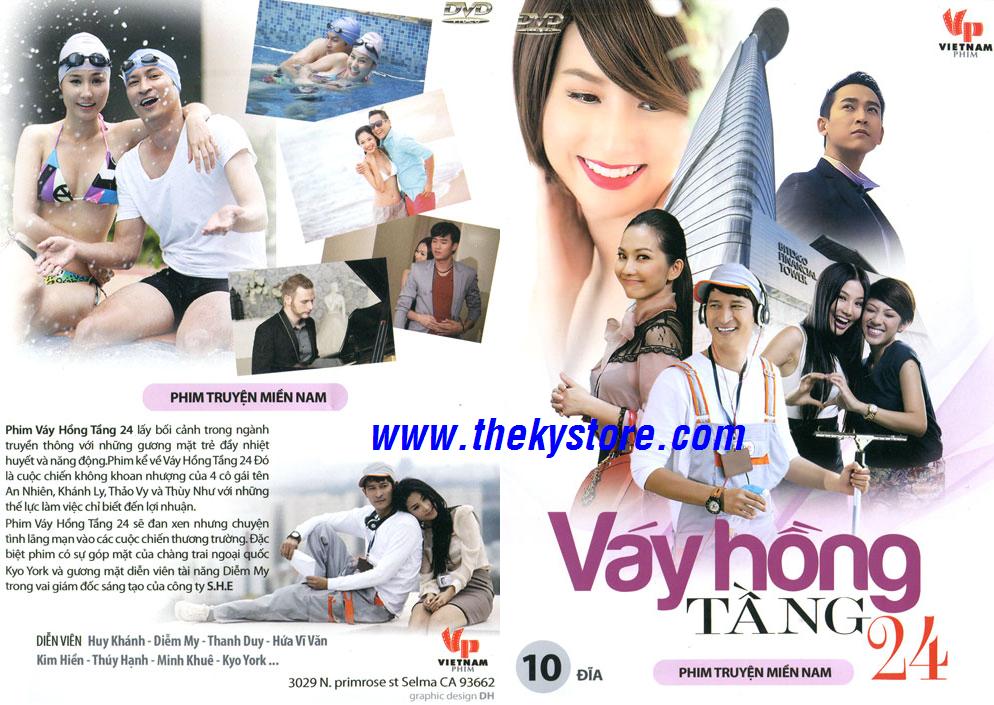 DVD
VIDEO
PHIM TRUYỆN MIỀN NAM
Phim Váy Hồng Tầng 24 lấy bối cảnh trong ngành
truyền thông với những gương mặt trẻ đầy nhiệt
huyết và năng động.Phim kể về Váy Hồng Tầng 24 Đó
là cuộc chiến không khoan nhượng của 4 cô gái tên
An Nhiên, Khánh Ly, Thảo Vy và Thùy Như với những
thế lực làm việc chỉ biết đến lợi nhuận.
Phim Váy Hồng Tầng 24 sẽ đan xen nhưng chuyện
tình lãng mạn vào các cuộc chiến thương trường. Đặc
biệt phim có sự góp mặt của chàng trai ngoại quốc
Kyo York và gương mặt diễn viên tài năng Diễm My
trong vai giám đốc sáng tạo của công ty S.H.E
DIỄN VIÊN Huy Khánh - Diễm My - Thanh Duy - Hứa Vĩ Văn
Kim Hiền - Thúy Hạnh - Minh Khuê - Kyo York ...
VP
VIETNAM
PHIM
3029 N. primrose st Selma CA 93662
graphic design DH
www.thekystore.com
DVD
VIDEO
VP
VIETNAM
PHIM
BITEXCO
FINANCIAL
TOWER
Váy hồng
TẦNG
24
10 ĐĨA
PHIM TRUYỆN MIỀN NAM